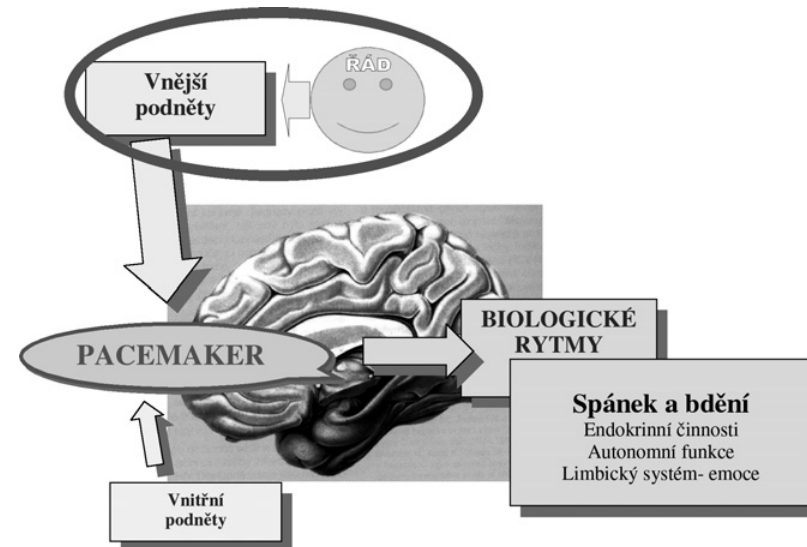 ŘÁD
Vnější
podněty
PACEMAKER
BIOLOGICKÉ
RYTMY
Spánek a bdění
Endokrinní činnosti
Autonomní funkce
Limbický systém- emoce
Vnitřní
podněty